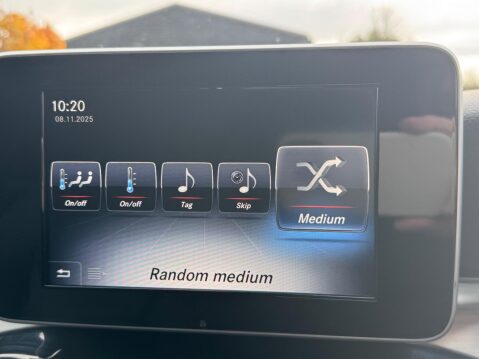 10:20
08.11.2025
On/off
On/off
Tag
Skip
Medium
Random medium